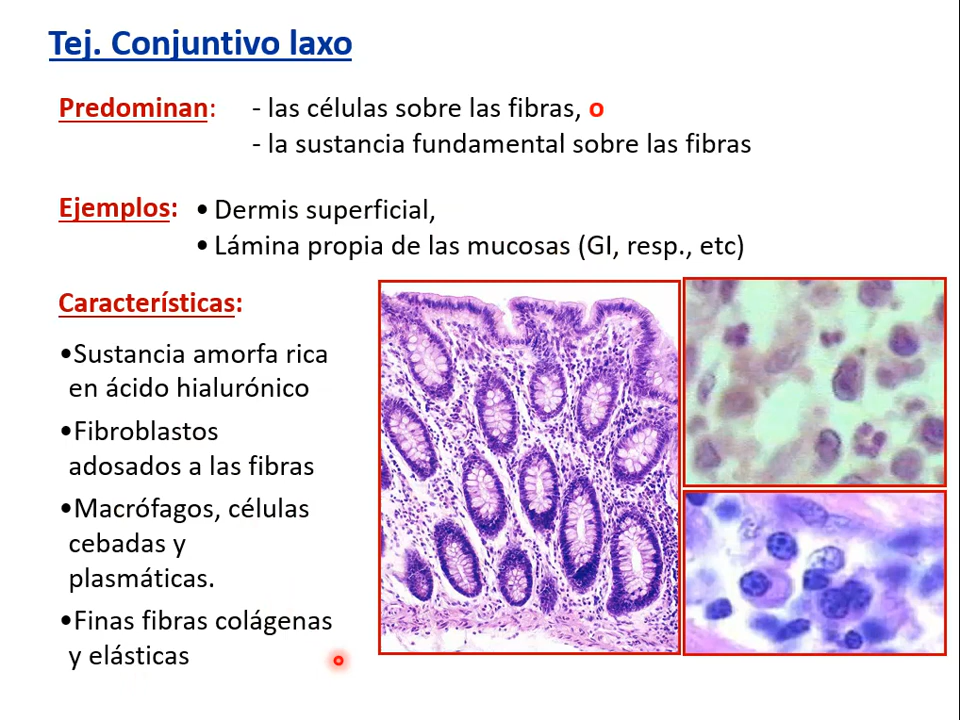 Tej. Conjuntivo laxo
Predominan: - las células sobre las fibras, o
- la sustancia fundamental sobre las fibras
Ejemplos: • Dermis superficial,
• Lámina propia de las mucosas (GI, resp., etc)
Características:
•Sustancia amorfa rica
en ácido hialurónico
•Fibroblastos
adosados a las fibras
•Macrófagos, células
cebadas y
plasmáticas.
•Finas fibras colágenas
y elásticas